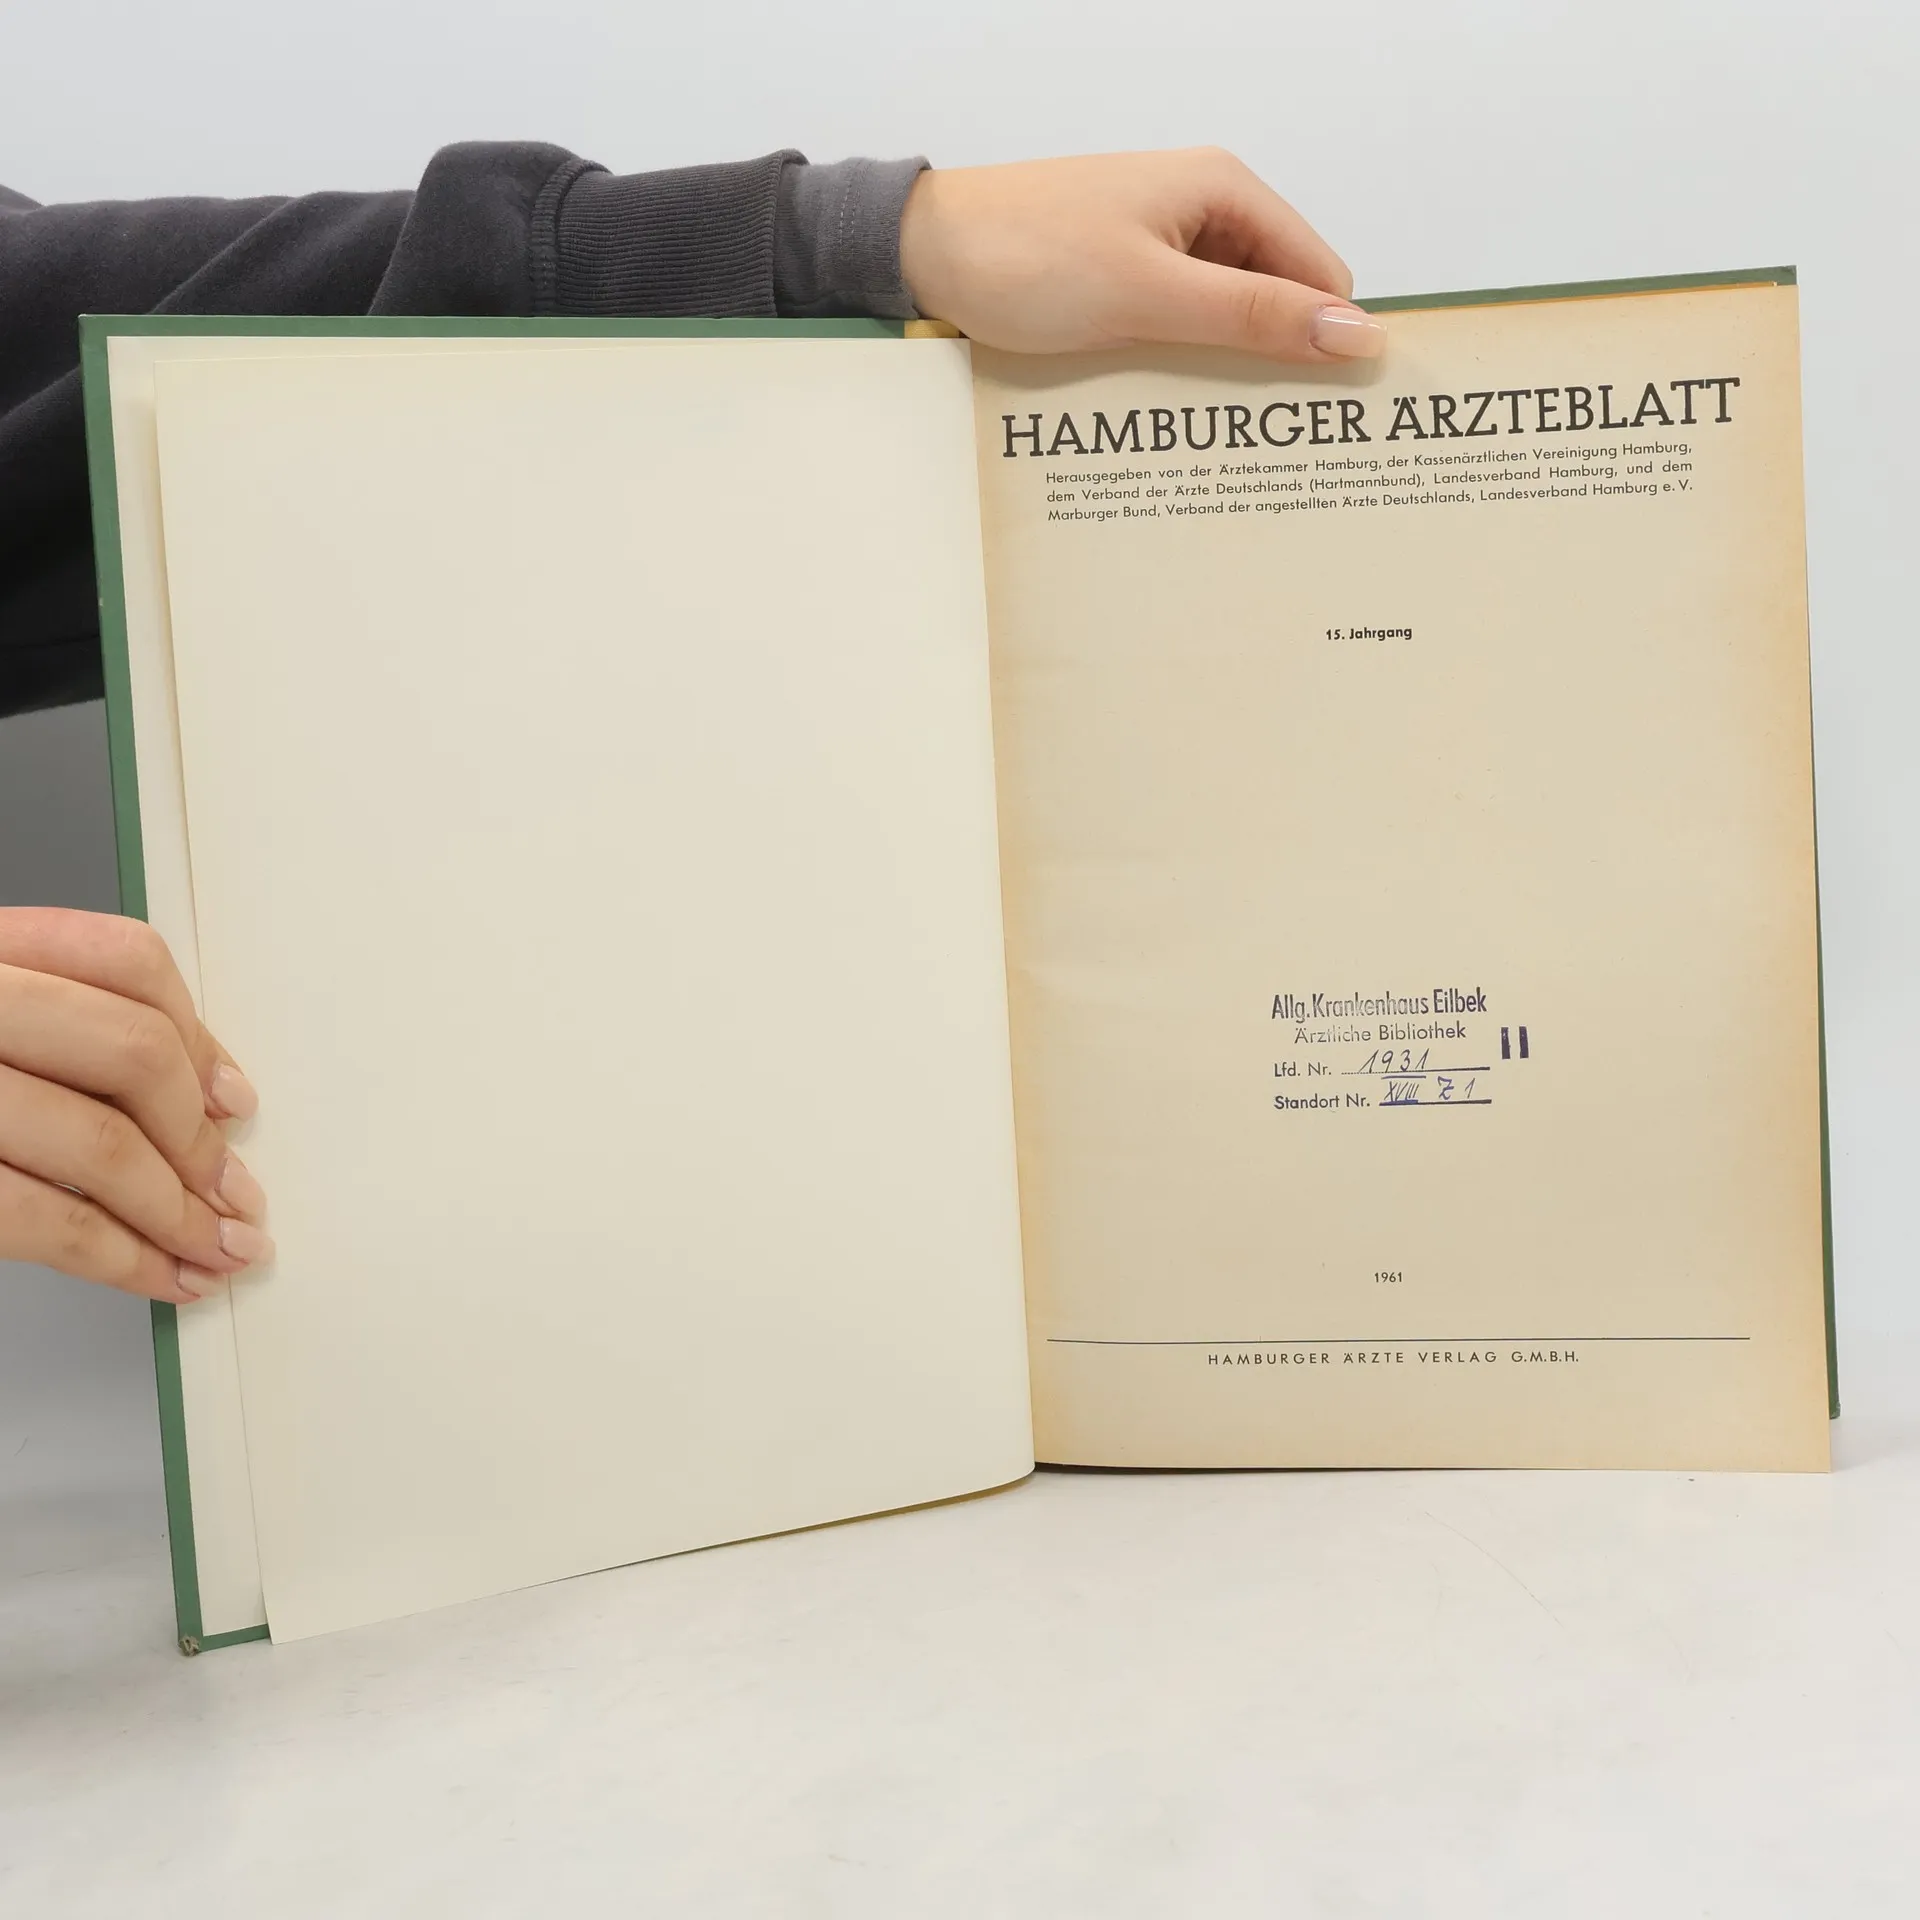 HAMBURGER ÄRZTEBLATT
Herausgegeben von der Ärztekammer Hamburg, der Kassenärztlichen Vereinigung Hamburg,
dem Verband der Ärzte Deutschlands (Hartmannbund), Landesverband Hamburg, und dem
Marburger Bund, Verband der angestellten Ärzte Deutschlands, Landesverband Hamburg e. V.
15. Jahrgang
Allg. Krankenhaus Eilbek
Ärztliche Bibliothek
II
Lfd. Nr. 1931
Standort Nr. XVIII Z 1
1961
HAMBURGER ÄRZTE VERLAG G.M.B.H.